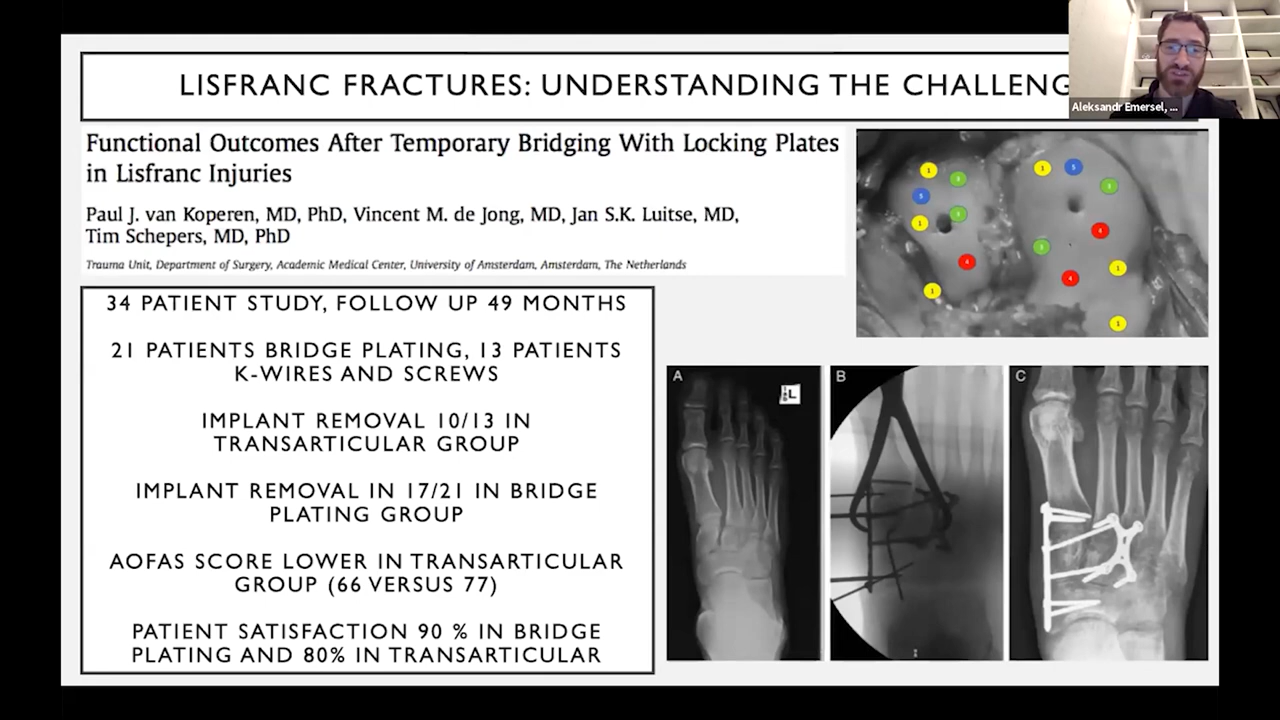 LISFRANC FRACTURES: UNDERSTANDING THE CHALLENG
Aleksandr Emersel, ...
Functional Outcomes After Temporary Bridging With Locking Plates
in Lisfranc Injuries
Paul J. van Koperen, MD, PhD, Vincent M. de Jong, MD, Jan S.K. Luitse, MD,
Tim Schepers, MD, PhD
Trauma Unit, Department of Surgery, Academic Medical Center, University of Amsterdam, Amsterdam, The Netherlands
34 PATIENT STUDY, FOLLOW UP 49 MONTHS
21 PATIENTS BRIDGE PLATING, 13 PATIENTS
K-WIRES AND SCREWS
IMPLANT REMOVAL 10/13 IN
TRANSARTICULAR GROUP
IMPLANT REMOVAL IN 17/21 IN BRIDGE
PLATING GROUP
AOFAS SCORE LOWER IN TRANSARTICULAR
GROUP (66 VERSUS 77)
PATIENT SATISFACTION 90 % IN BRIDGE
PLATING AND 80% IN TRANSARTICULAR
A
L
B
C